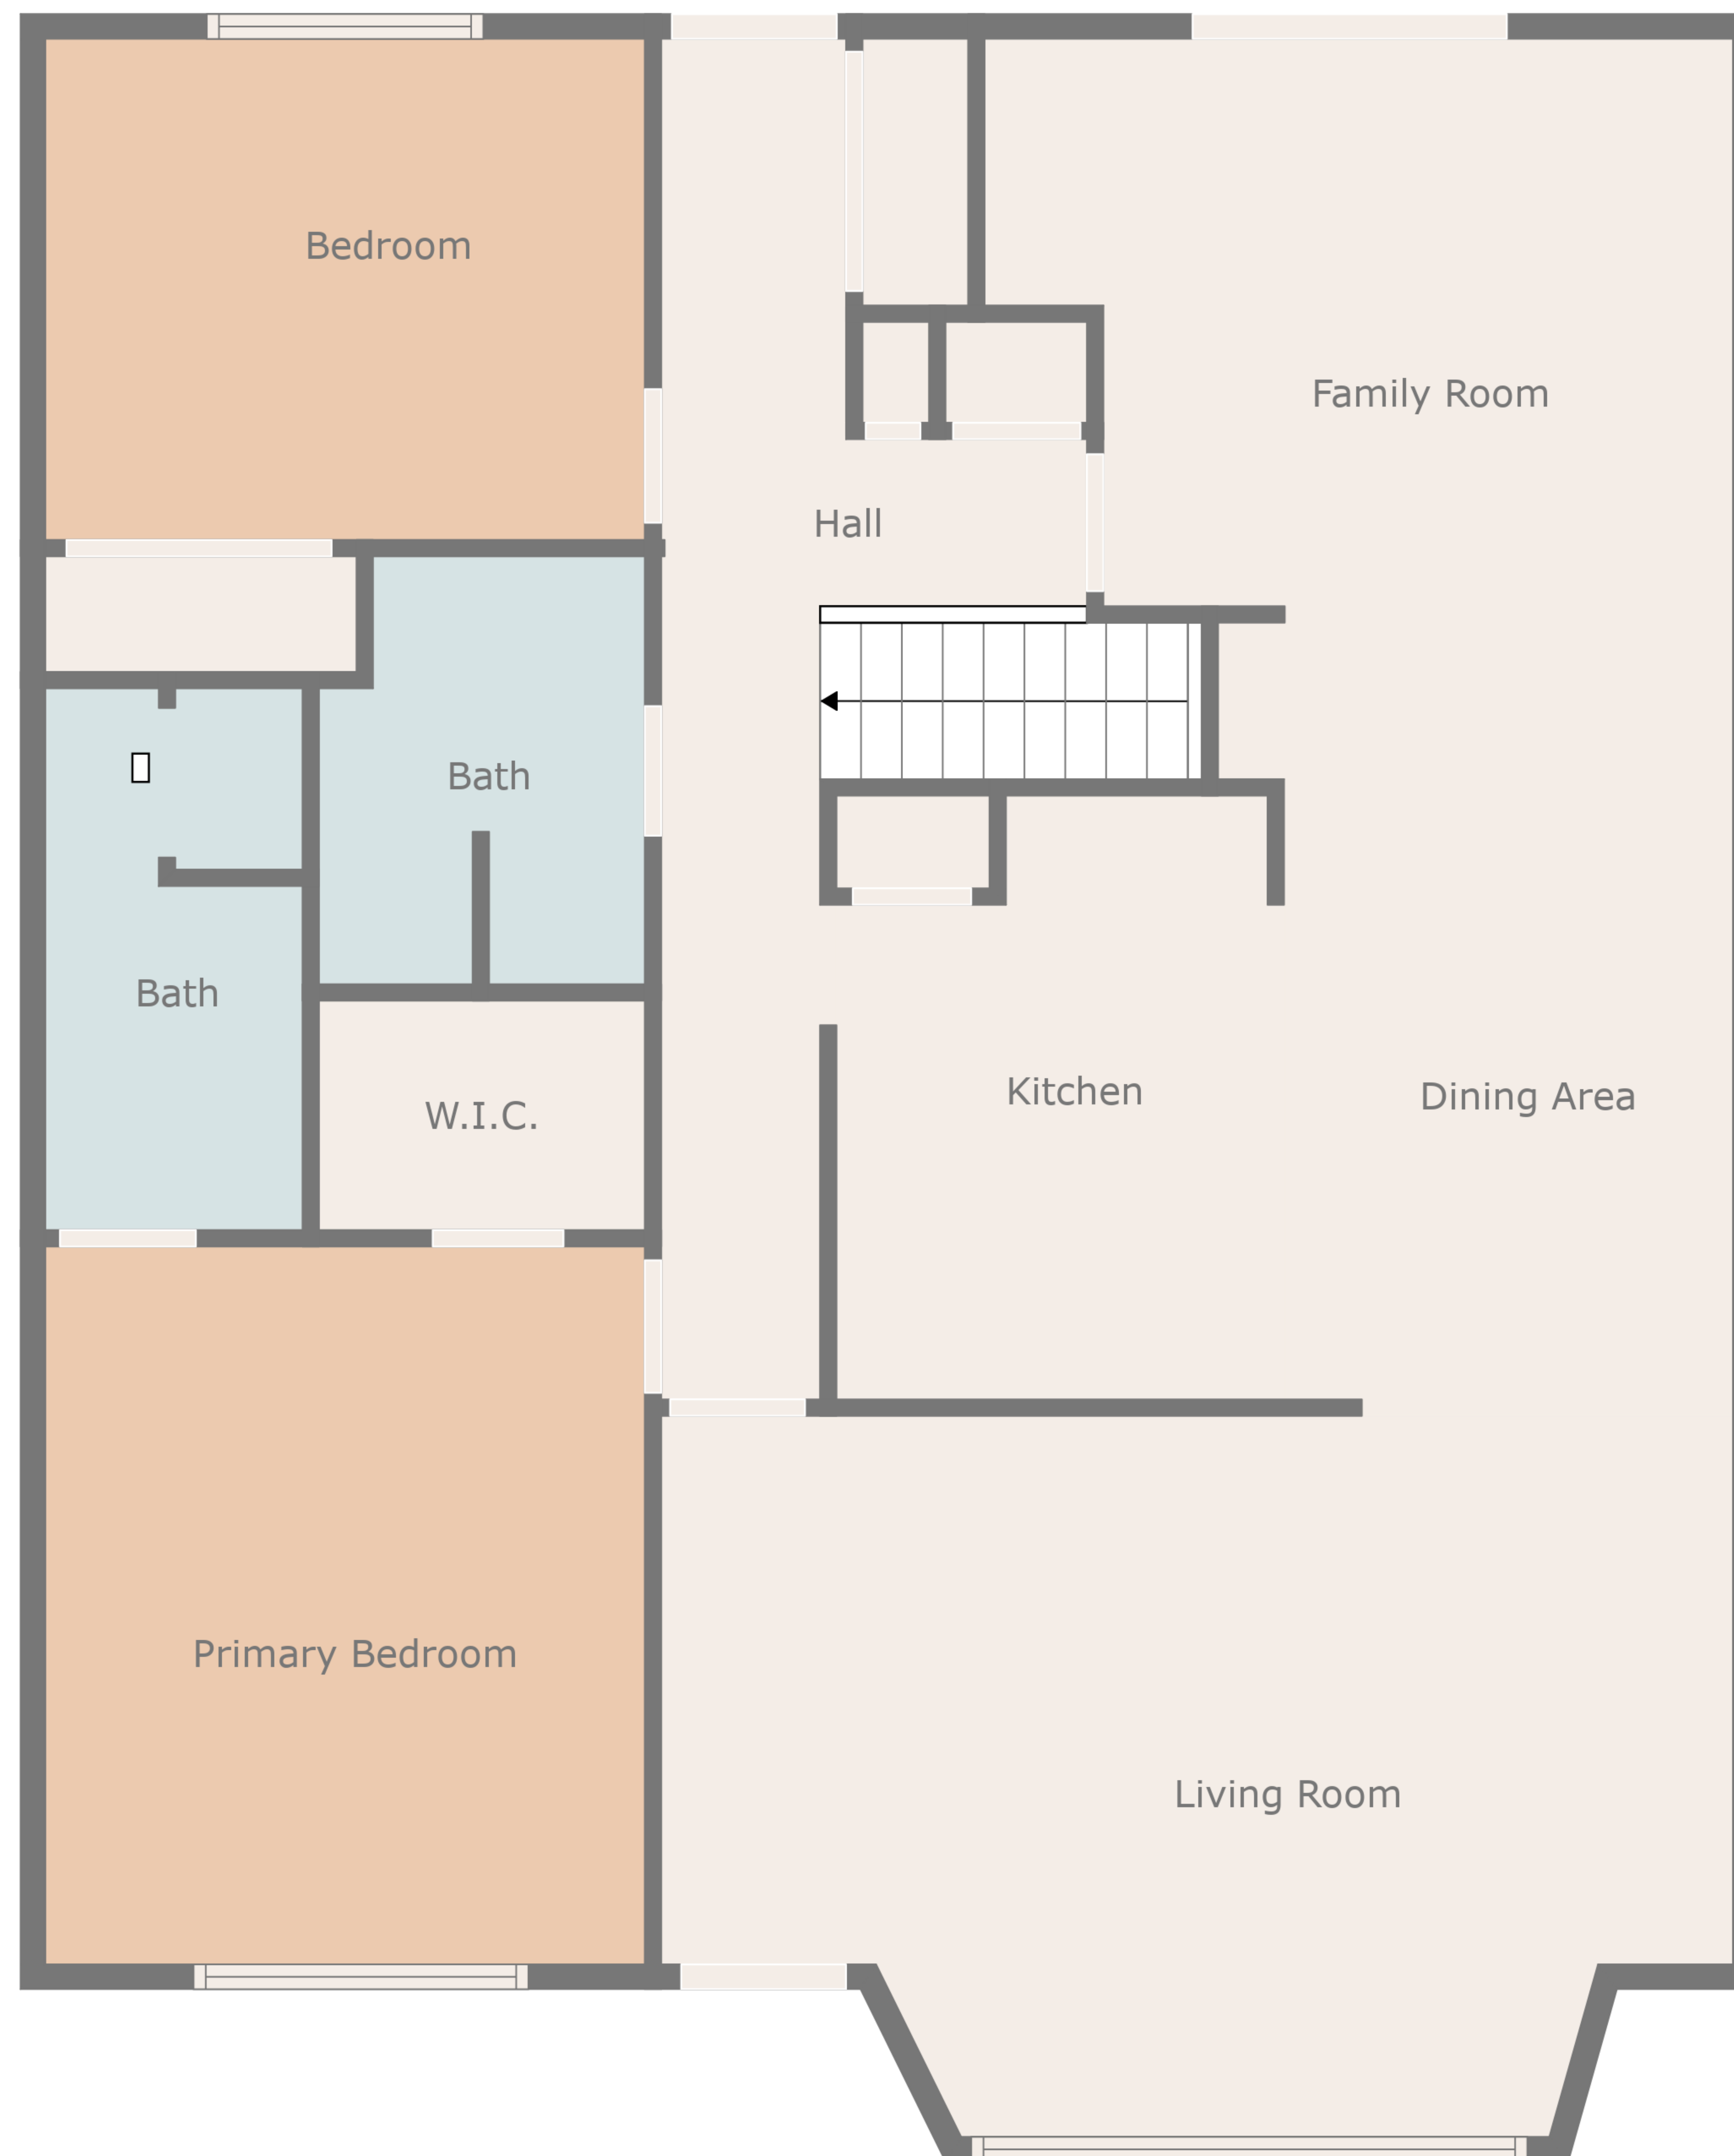 Bedroom
Family Room
Hall
Bath
Bath
Kitchen
Dining Area
W.I.C.
Primary Bedroom
Living Room